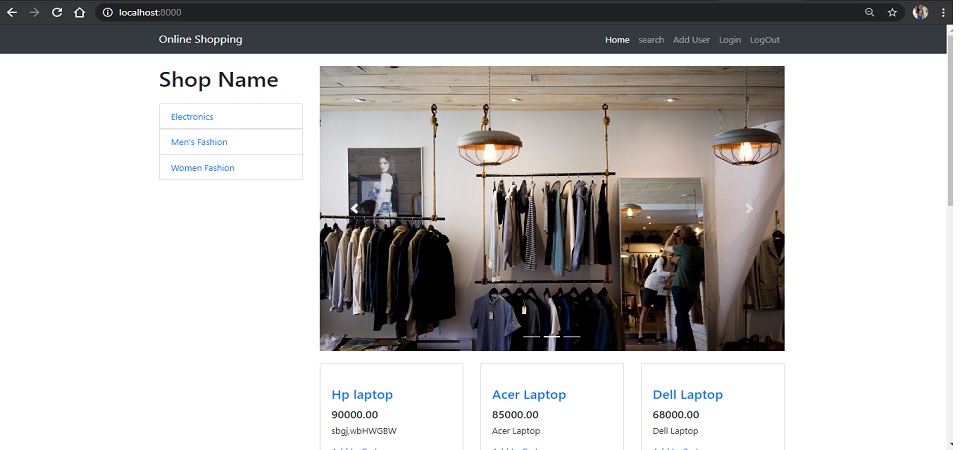 localhost:8000
Online Shopping
Home search Add User Login LogOut
Shop Name
Electronics
Men's Fashion
Women Fashion
Hp laptop
90000.00
sbgj,wbHWGBW
Acer Laptop
85000.00
Acer Laptop
Dell Laptop
68000.00
Dell Laptop